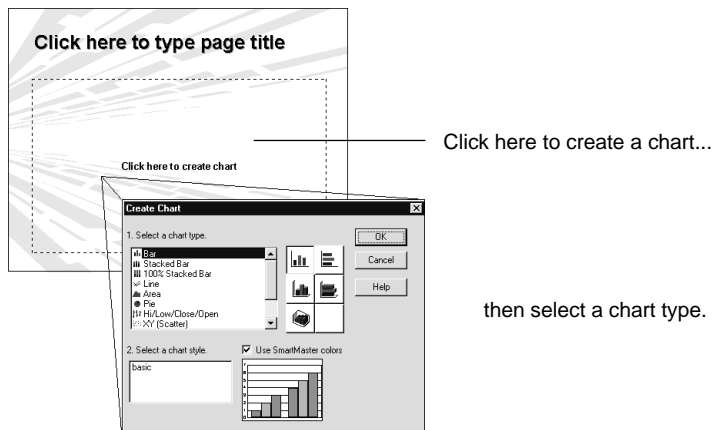 Click here to type page title
Click here to create a chart...
Click here to create chart
Create Chart
1. Select a chart type.
Bar
Stacked Bar
100% Stacked Bar
Line
Area
Pie
Hi/Low/Close/Open
XY (Scatter)
OK
Cancel
Help
then select a chart type.
2. Select a chart style.
Use SmartMaster colors
basic